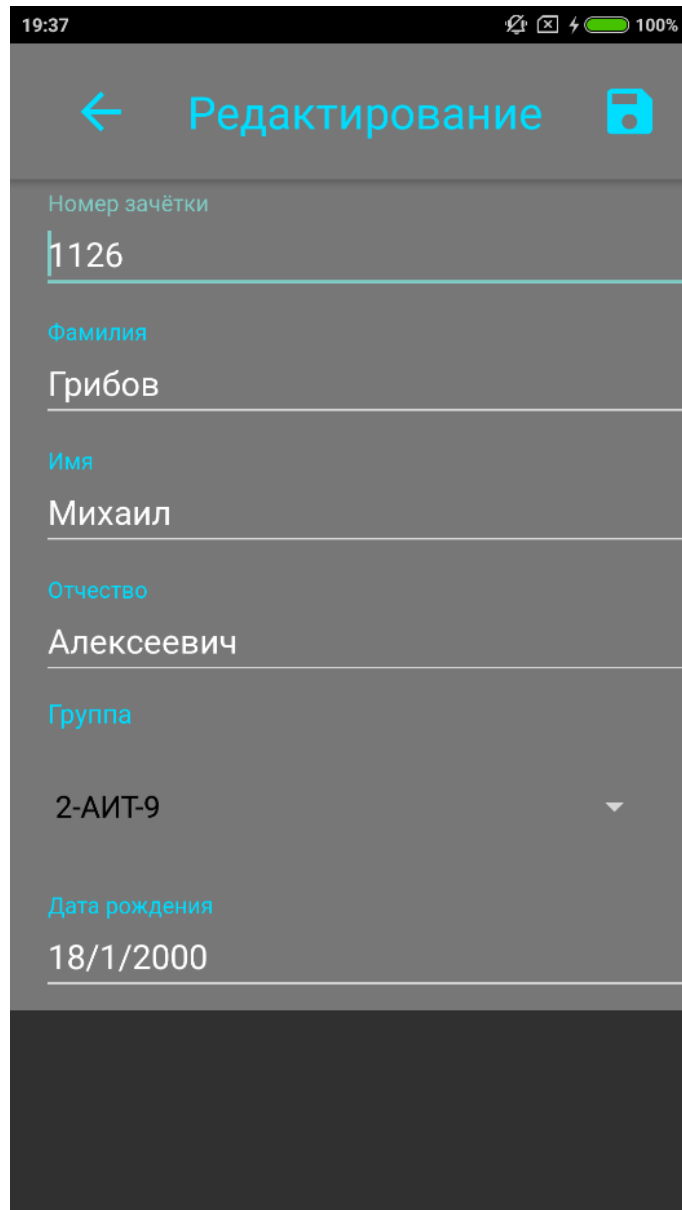 19:37 100%
Редактирование
Номер зачётки
1126
Фамилия
Грибов
Имя
Михаил
Отчество
Алексеевич
Группа
2-АИТ-9
Дата рождения
18/1/2000